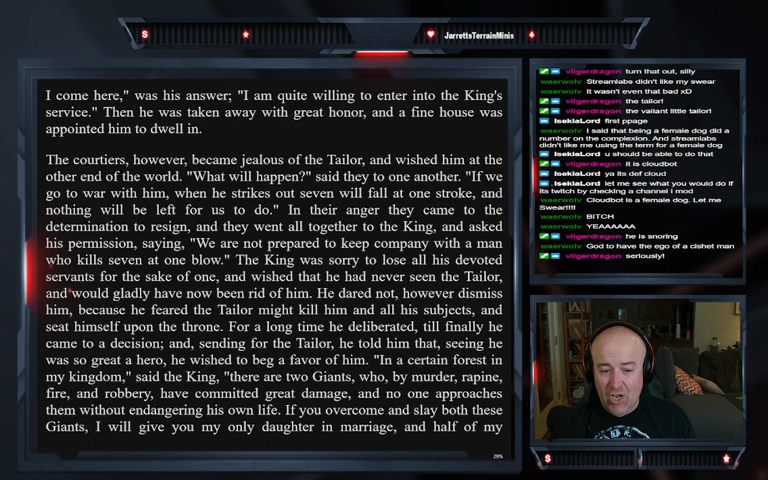 JarrettsTerrainMinis
I come here," was his answer; "I am quite willing to enter into the King's
service." Then he was taken away with great honor, and a fine house was
appointed him to dwell in.
The courtiers, however, became jealous of the Tailor, and wished him at the
other end of the world. "What will happen?" said they to one another. "If we
go to war with him, when he strikes out seven will fall at one stroke, and
nothing will be left for us to do." In their anger they came to the
determination to resign, and they went all together to the King, and asked
his permission, saying, "We are not prepared to keep company with a man
who kills seven at one blow." The King was sorry to lose all his devoted
servants for the sake of one, and wished that he had never seen the Tailor,
and would gladly have now been rid of him. He dared not, however dismiss
him, because he feared the Tailor might kill him and all his subjects, and
seat himself upon the throne. For a long time he deliberated, till finally he
came to a decision; and, sending for the Tailor, he told him that, seeing he
was so great a hero, he wished to beg a favor of him. "In a certain forest in
my kingdom," said the King, "there are two Giants, who, by murder, rapine,
fire, and robbery, have committed great damage, and no one approaches
them without endangering his own life. If you overcome and slay both these
Giants, I will give you my only daughter in marriage, and half of my
29%
vligerdragon turn that out, silly
waerwolv Streamlabs didn't like my swear
waerwolv It wasn't even that bad xD
vligerdragon the tailor!
vligerdragon the valiant little tailor!
IsekiaLord first ppage
waerwolv I said that being a female dog did a
number on the complexion. And streamlabs
didn't like me using the term for a female dog
IsekiaLord u should be able to do that
vligerdragon it is cloudbot
IsekiaLord ya its def cloud
IsekiaLord let me see what you would do if
its twitch by checking a channel I mod
waerwolv Cloudbot is a female dog. Let me
Swear!!!!
waerwolv BITCH
waerwolv YEAAAAAA
vligerdragon he is snoring
waerwolv God to have the ego of a cishet man
vligerdragon seriously!